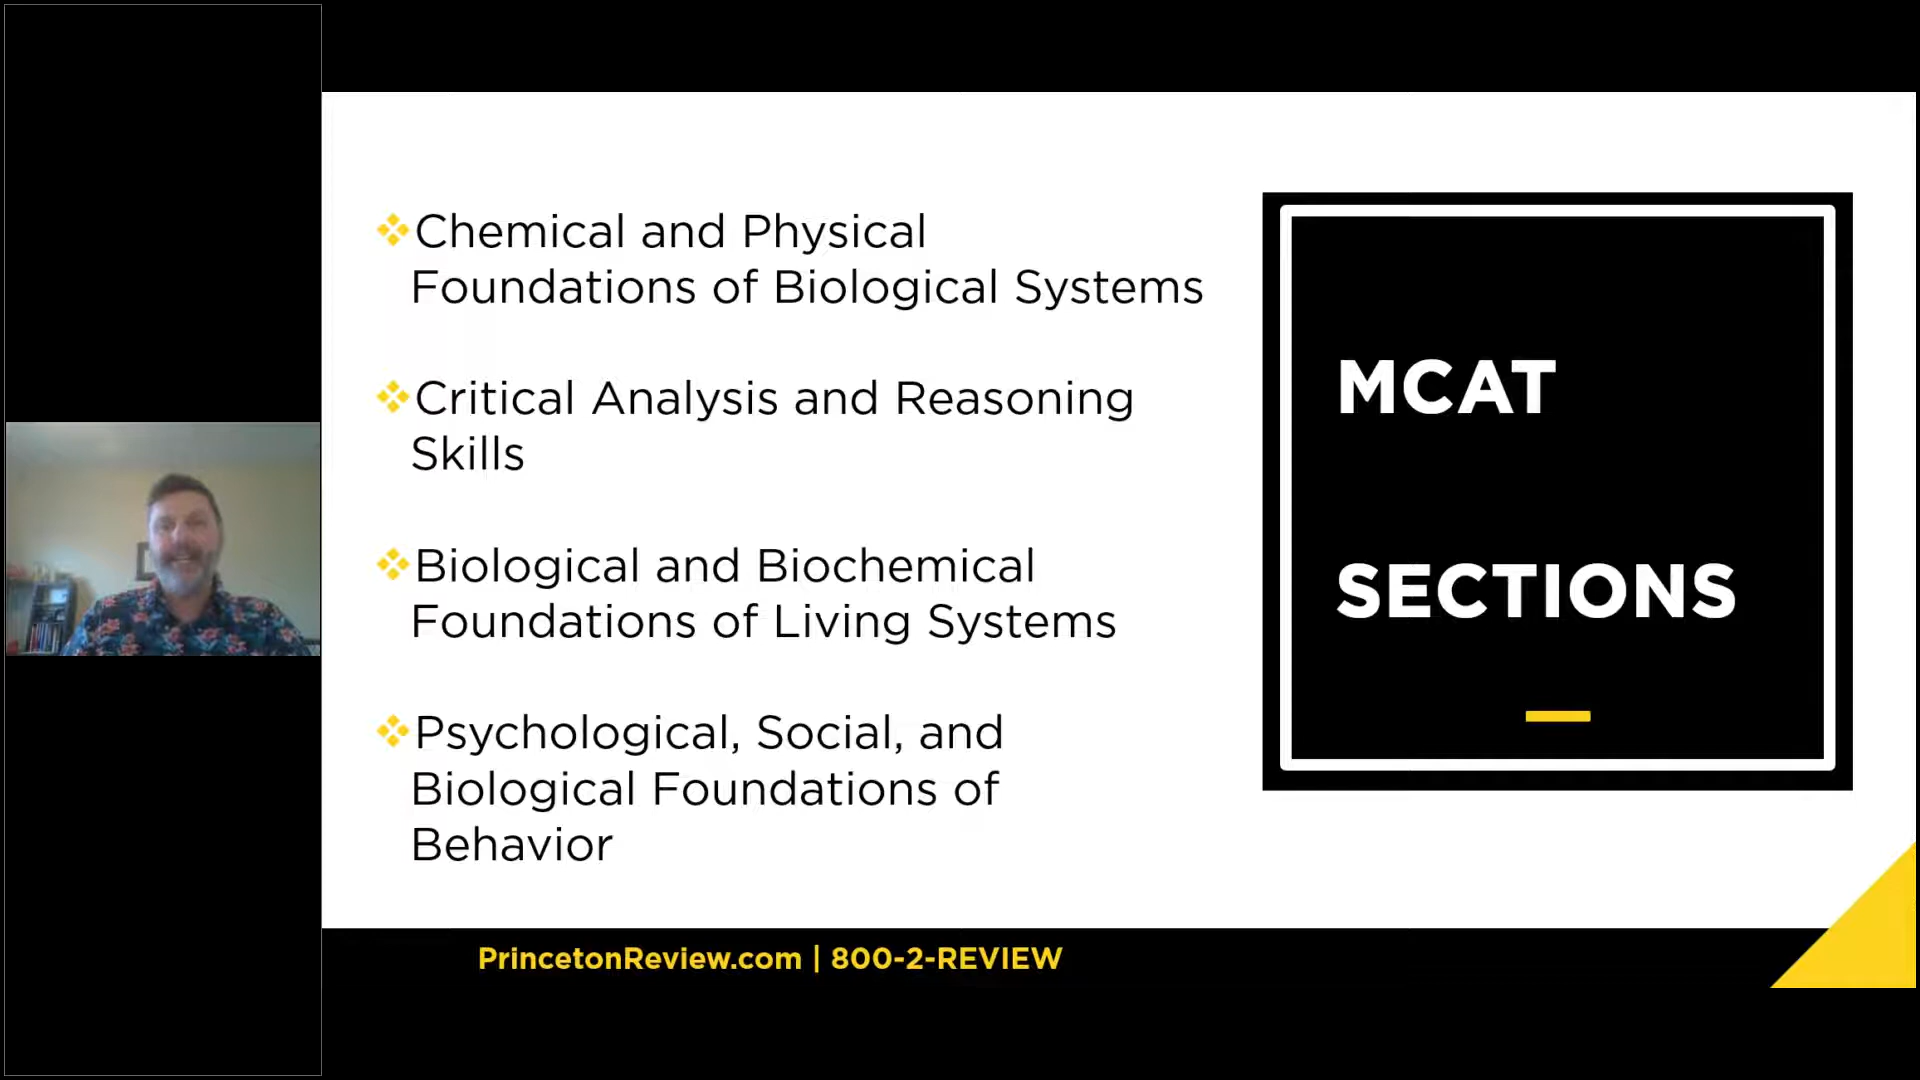 Chemical and Physical
Foundations of Biological Systems
Critical Analysis and Reasoning
Skills
Biological and Biochemical
Foundations of Living Systems
Psychological, Social, and
Biological Foundations of
Behavior
MCAT
SECTIONS
PrincetonReview.com | 800-2-REVIEW